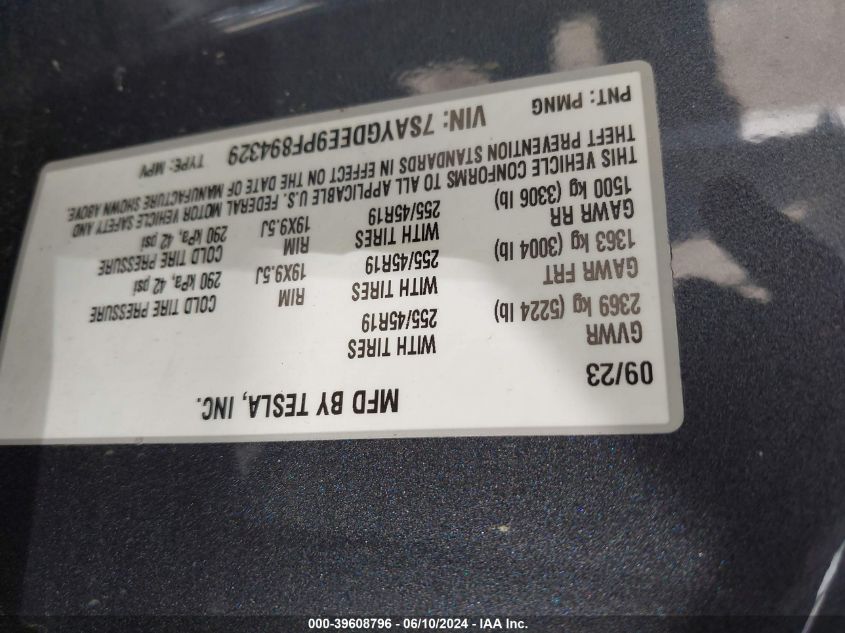 MFD BY TESLA, INC.
09/23
GVWR
2369 kg (5224 lb) WITH TIRES
255/45R19
GAWR FRT WITH TIRES RIM COLD TIRE PRESSURE
1363 kg (3004 lb) 255/45R19 19X9.5J 290 kPa, 42 psi
GAWR RR WITH TIRES RIM COLD TIRE PRESSURE
1500 kg (3306 lb) 255/45R19 19X9.5J 290 kPa, 42 psi
THIS VEHICLE CONFORMS TO ALL APPLICABLE U.S. FEDERAL MOTOR VEHICLE SAFETY AND
THEFT PREVENTION STANDARDS IN EFFECT ON THE DATE OF MANUFACTURE SHOWN ABOVE.
VIN: 7SAYGDEE9PF894329 TYPE: MPV
PNT: PMNG
000-39608796 - 06/10/2024 - IAA Inc.